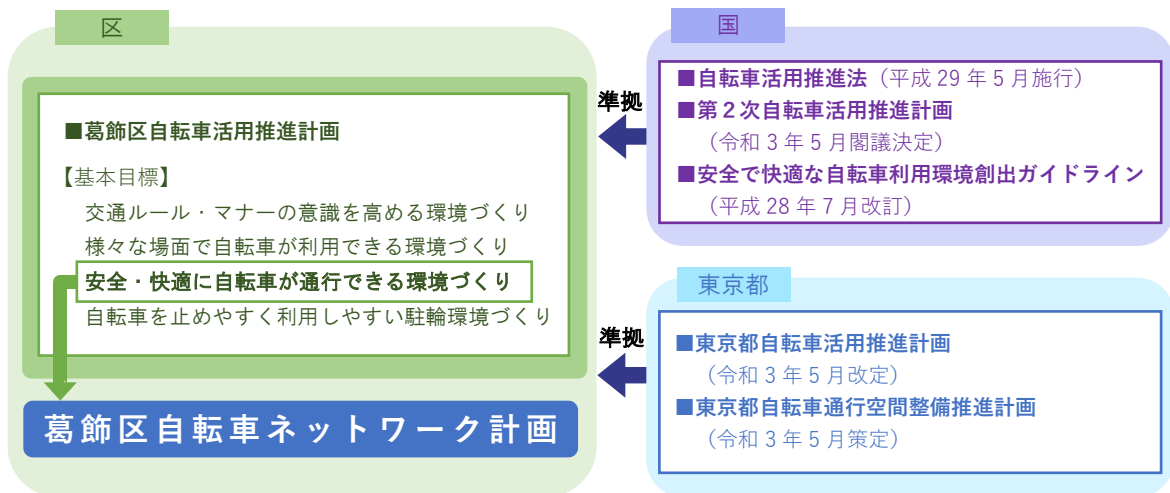 区
■葛飾区自転車活用推進計画
【基本目標】
交通ルール・マナーの意識を高める環境づくり
様々な場面で自転車が利用できる環境づくり
安全・快適に自転車が通行できる環境づくり
自転車を止めやすく利用しやすい駐輪環境づくり
葛飾区自転車ネットワーク計画
準拠
国
■自転車活用推進法（平成 29 年 5 月施行）
■第２次自転車活用推進計画
（令和 3 年 5 月閣議決定）
■安全で快適な自転車利用環境創出ガイドライン
（平成 28 年 7 月改訂）
準拠
東京都
■東京都自転車活用推進計画
（令和 3 年 5 月改定）
■東京都自転車通行空間整備推進計画
（令和 3 年 5 月策定）